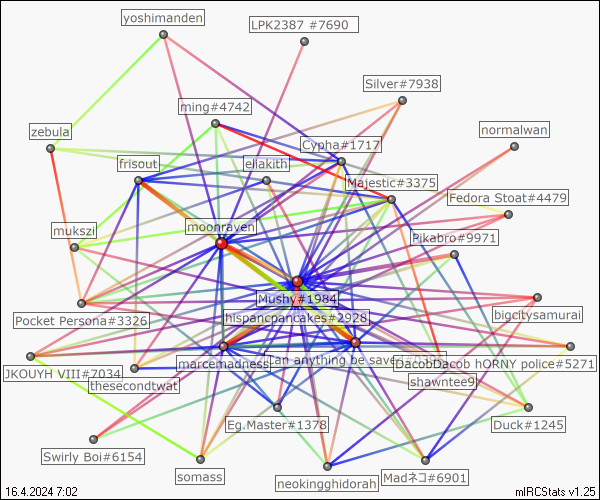 yoshimanden
LPK2387 #7690
Silver#7938
ming#4742
normalwan
zebula
Cypha#1717
frisout
eliakith
Majestic#3375
Fedora Stoat#4479
moonraven
mukszi
Pikabro#9971
Mushy#1984
bigcitysamurai
Pocket Persona#3326
hispancpancakes#2928
marcemadness
Can anything be save
DacobDacob hORNY police#5271
JKOUYH VIII#7034
thesecondtwat
shawntee9
Eg.Master#1378
Duck#1245
Swirly Boi#6154
somass
neokingghidorah
Madネコ#6901
16.4.2024 7:02
mIRCStats v1.25